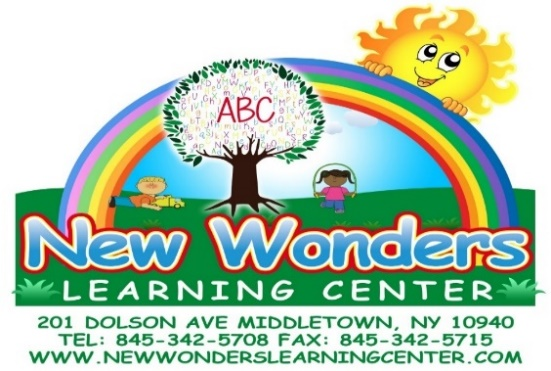 ABC
New Wonders
LEARNING CENTER
201 DOLSON AVE MIDDLETOWN, NY 10940
TEL: 845-342-5708 FAX: 845-342-5715
WWW.NEWWONDERSLEARNINGCENTER.COM